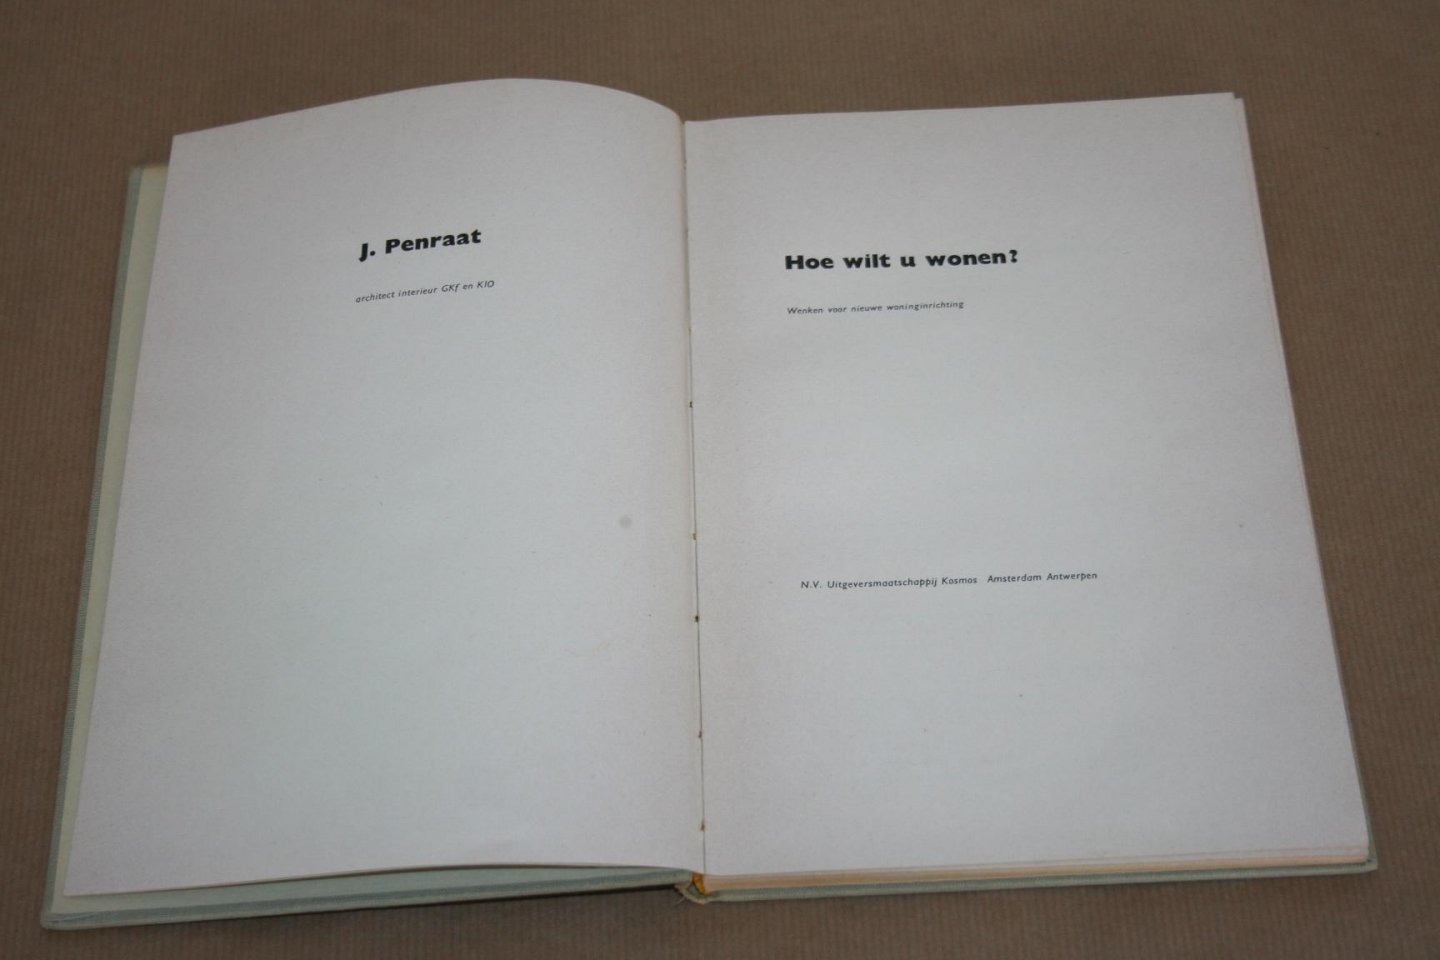 J. Penraat
architect interieur GKf en KIO
Hoe wilt u wonen?
Wenken voor nieuwe woninginrichting
N.V. Uitgeversmaatschappij Kosmos Amsterdam Antwerpen